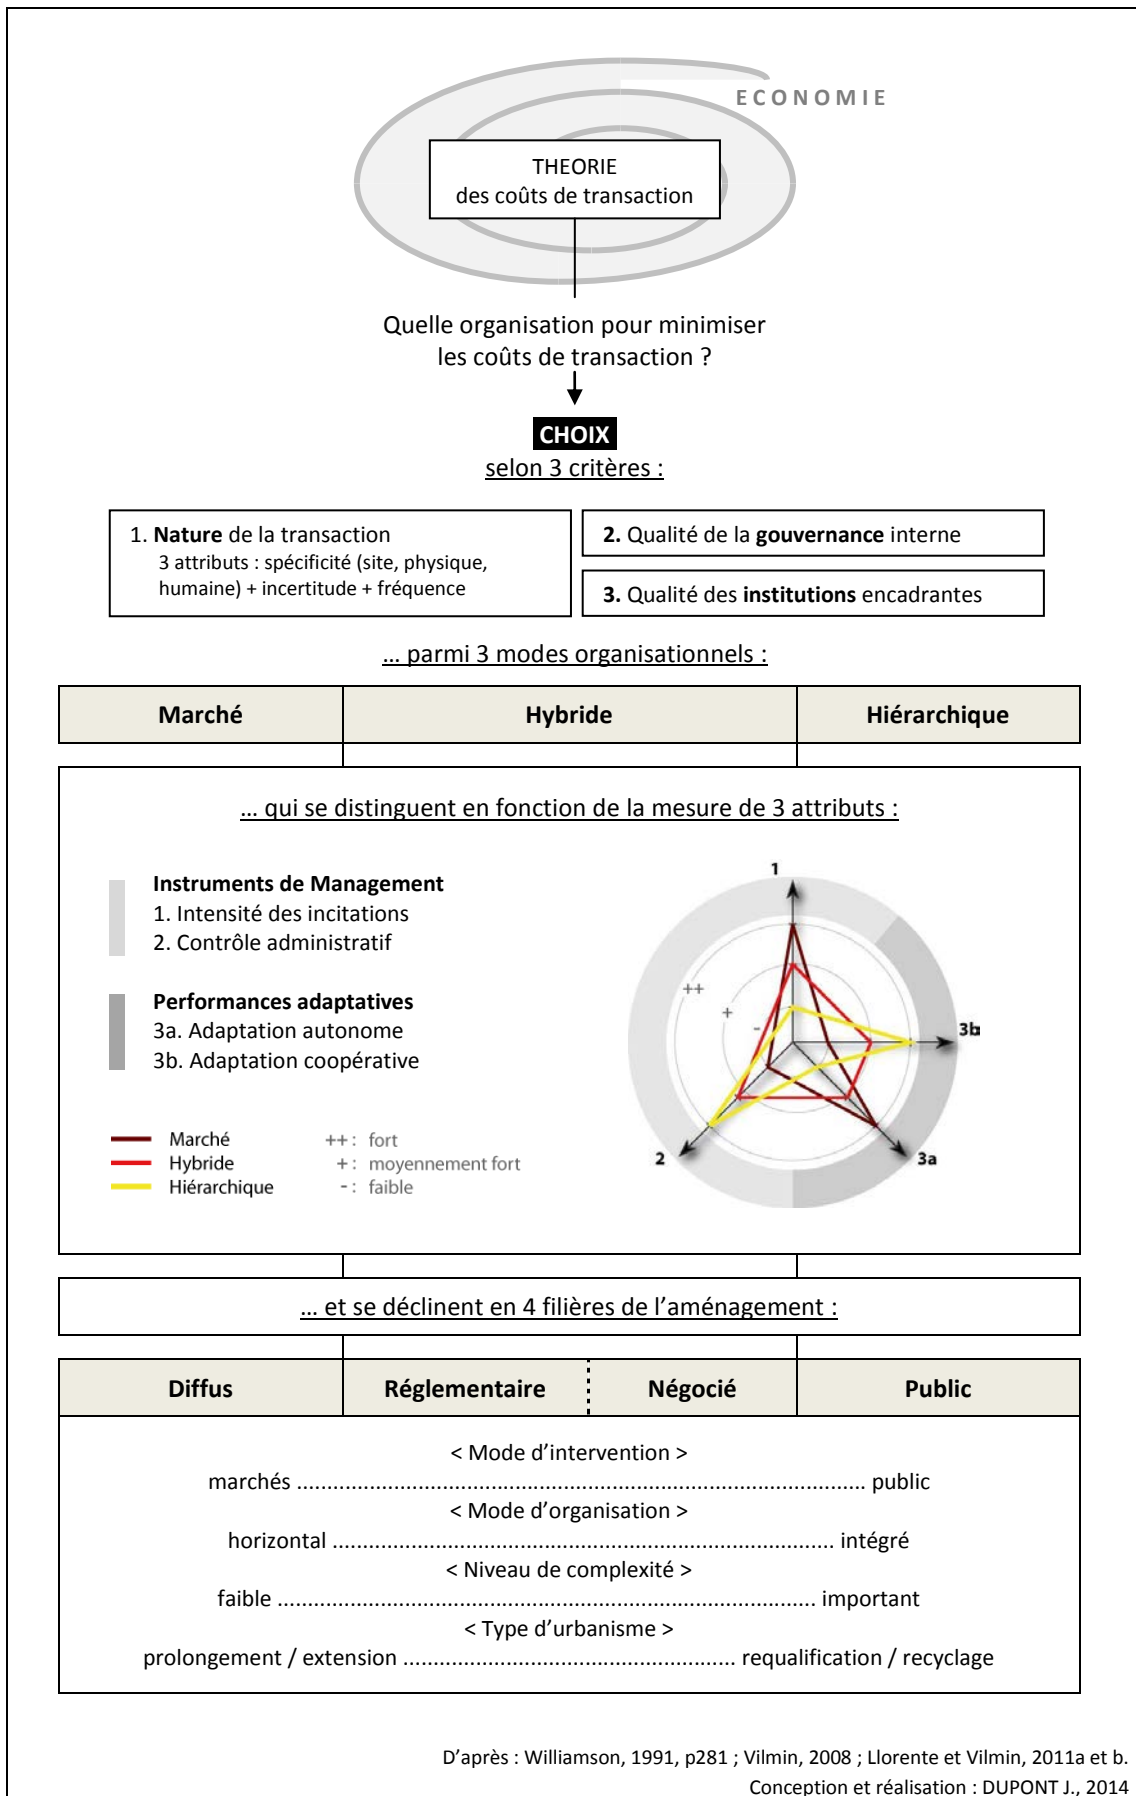 ECONOMIE
THEORIE
des coûts de transaction
Quelle organisation pour minimiser
les coûts de transaction ?
CHOIX
selon 3 critères :
1. Nature de la transaction
3 attributs : spécificité (site, physique,
humaine) + incertitude + fréquence
2. Qualité de la gouvernance interne
3. Qualité des institutions encadrantes
... parmi 3 modes organisationnels :
Marché
Hybride
Hiérarchique
... qui se distinguent en fonction de la mesure de 3 attributs :
Instruments de Management
1. Intensité des incitations
2. Contrôle administratif
Performances adaptatives
3a. Adaptation autonome
3b. Adaptation coopérative
Marché
Hybride
Hiérarchique
++ : fort
+ : moyennement fort
- : faible
1
++
+
-
3b
2
3a
... et se déclinent en 4 filières de l’aménagement :
Diffus
Réglementaire
Négocié
Public
< Mode d’intervention >
marchés ............................................................................................ public
< Mode d’organisation >
horizontal ................................................................................. intégré
< Niveau de complexité >
faible ....................................................................................... important
< Type d’urbanisme >
prolongement / extension ...................................................... requalification / recyclage
D’après : Williamson, 1991, p281 ; Vilmin, 2008 ; Llorente et Vilmin, 2011a et b.
Conception et réalisation : DUPONT J., 2014